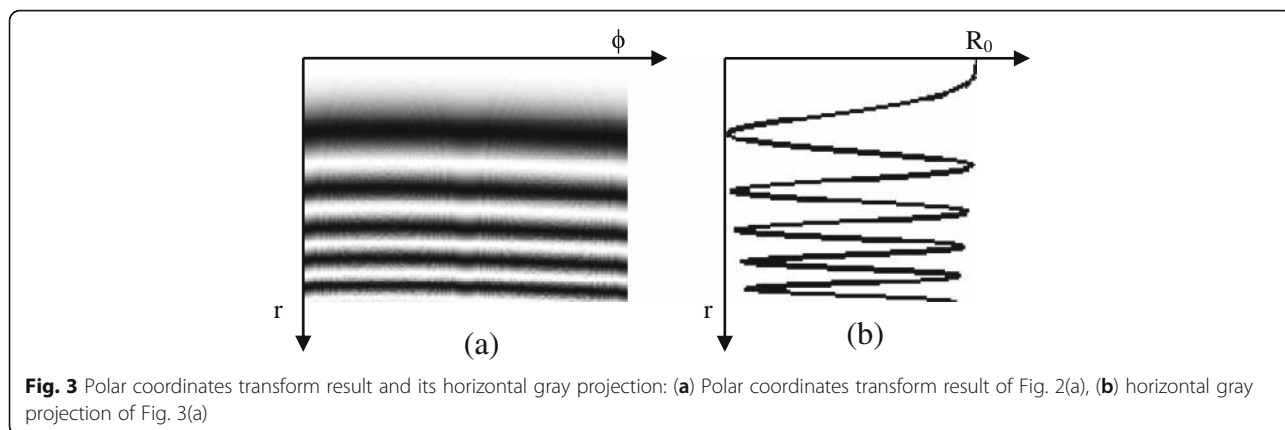 ϕ
R₀
r
(a)
r
(b)
Fig. 3 Polar coordinates transform result and its horizontal gray projection: (a) Polar coordinates transform result of Fig. 2(a), (b) horizontal gray
projection of Fig. 3(a)